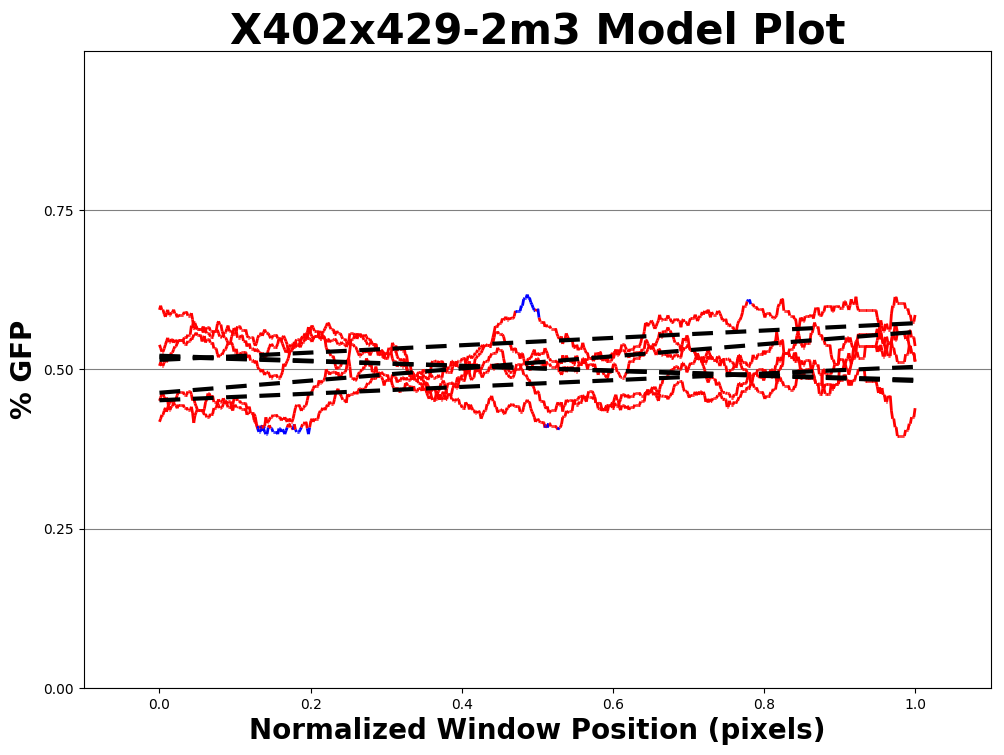 X402x429-2m3 Model Plot
% GFP
0.75
0.50
0.25
0.00
0.0 0.2 0.4 0.6 0.8 1.0
Normalized Window Position (pixels)